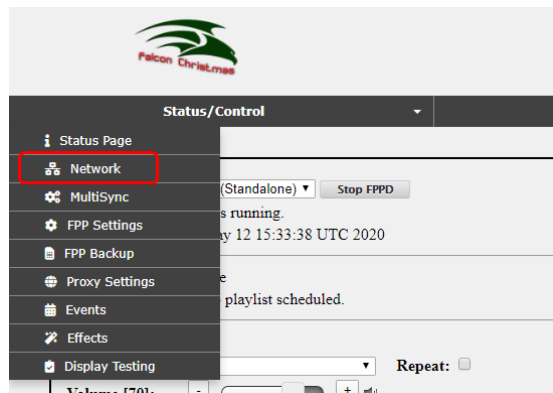 Falcon Christmas
Status/Control
Status Page
Network
MultiSync
(Standalone) Stop FPPD
FPP Settings
s running.
y 12 15:33:38 UTC 2020
FPP Backup
Proxy Settings
e
Events
playlist scheduled.
Effects
Display Testing
Repeat:
Volume [70]:
- +